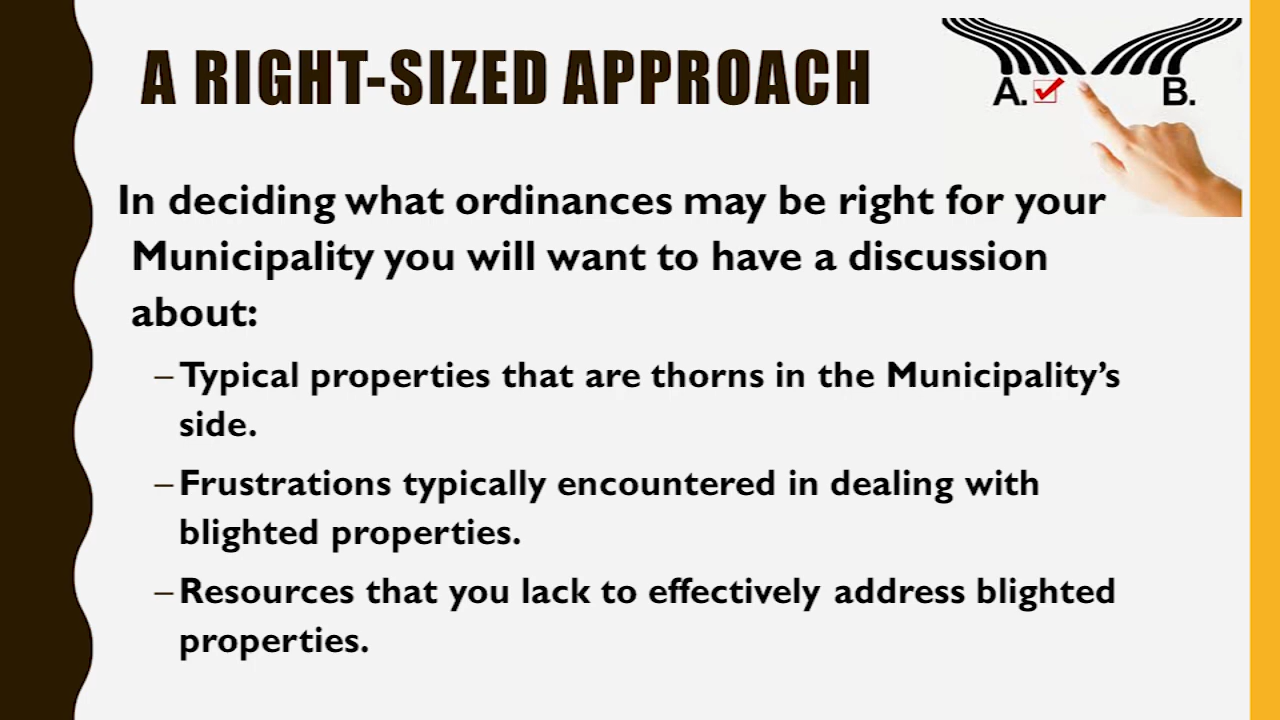 A RIGHT-SIZED APPROACH
A. B.
In deciding what ordinances may be right for your
Municipality you will want to have a discussion
about:
– Typical properties that are thorns in the Municipality’s
side.
– Frustrations typically encountered in dealing with
blighted properties.
– Resources that you lack to effectively address blighted
properties.